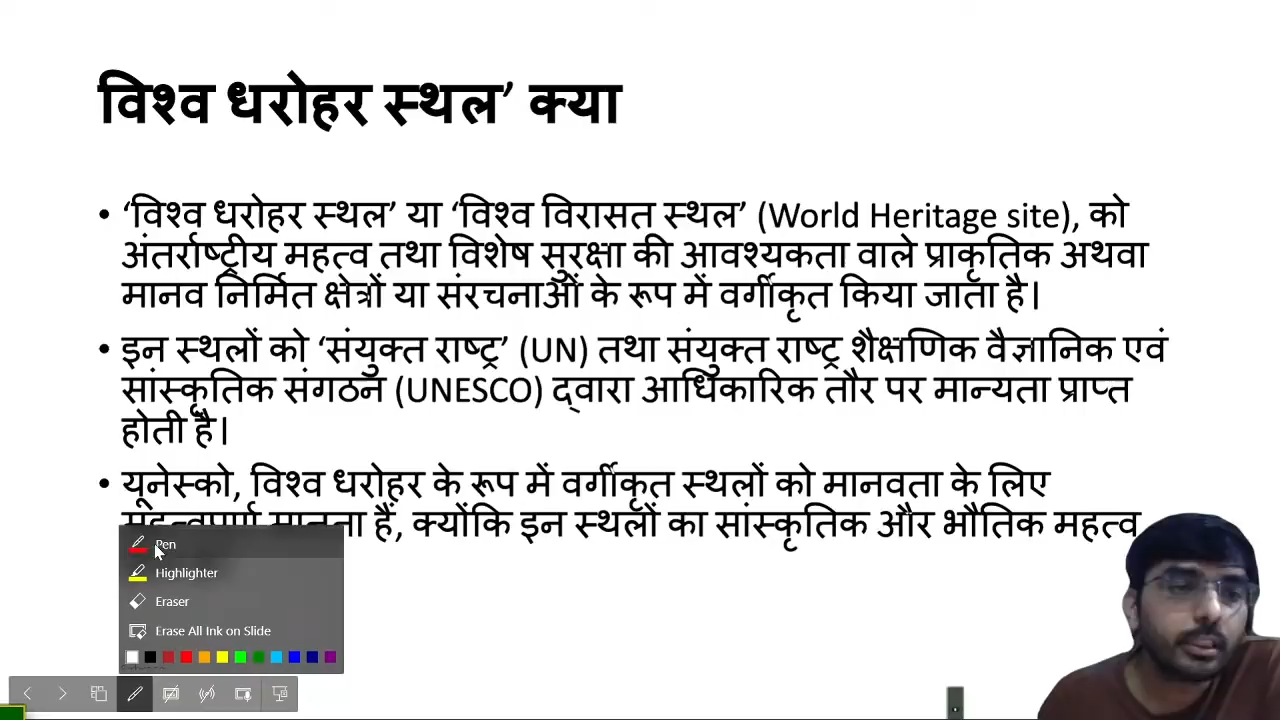 विश्व धरोहर स्थल’ क्या
• ‘विश्व धरोहर स्थल’ या ‘विश्व विरासत स्थल’ (World Heritage site), को
अंतर्राष्ट्रीय महत्व तथा विशेष सुरक्षा की आवश्यकता वाले प्राकृतिक अथवा
मानव निर्मित क्षेत्रों या संरचनाओं के रूप में वर्गीकृत किया जाता है।
• इन स्थलों को ‘संयुक्त राष्ट्र’ (UN) तथा संयुक्त राष्ट्र शैक्षणिक वैज्ञानिक एवं
सांस्कृतिक संगठन (UNESCO) द्वारा आधिकारिक तौर पर मान्यता प्राप्त
होती है।
• यूनेस्को, विश्व धरोहर के रूप में वर्गीकृत स्थलों को मानवता के लिए
महत्त्वपूर्ण मानता हैं, क्योंकि इन स्थलों का सांस्कृतिक और भौतिक महत्व
Pen
Highlighter
Eraser
Erase All Ink on Slide